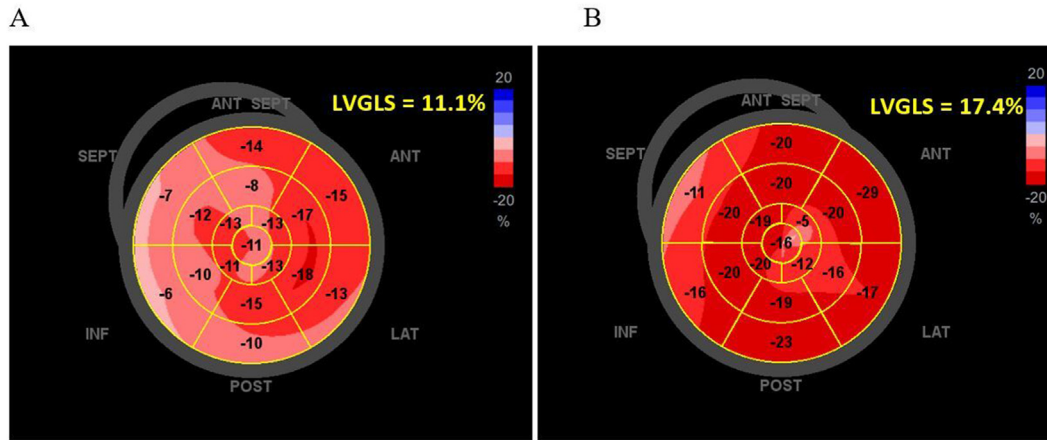 A
B
20
LVGLS = 11.1%
ANT SEPT
SEPT
ANT
-14
-7
-8
-15
-12
-13
-13
-17
-20
%
-11
-10
-11
-13
-18
-6
-15
-13
INF
-10
LAT
POST
20
LVGLS = 17.4%
ANT SEPT
SEPT
ANT
-20
-11
-20
-29
-20
-19
-5
-20
-20
%
-16
-20
-20
-12
-16
-16
-19
-17
INF
-23
LAT
POST